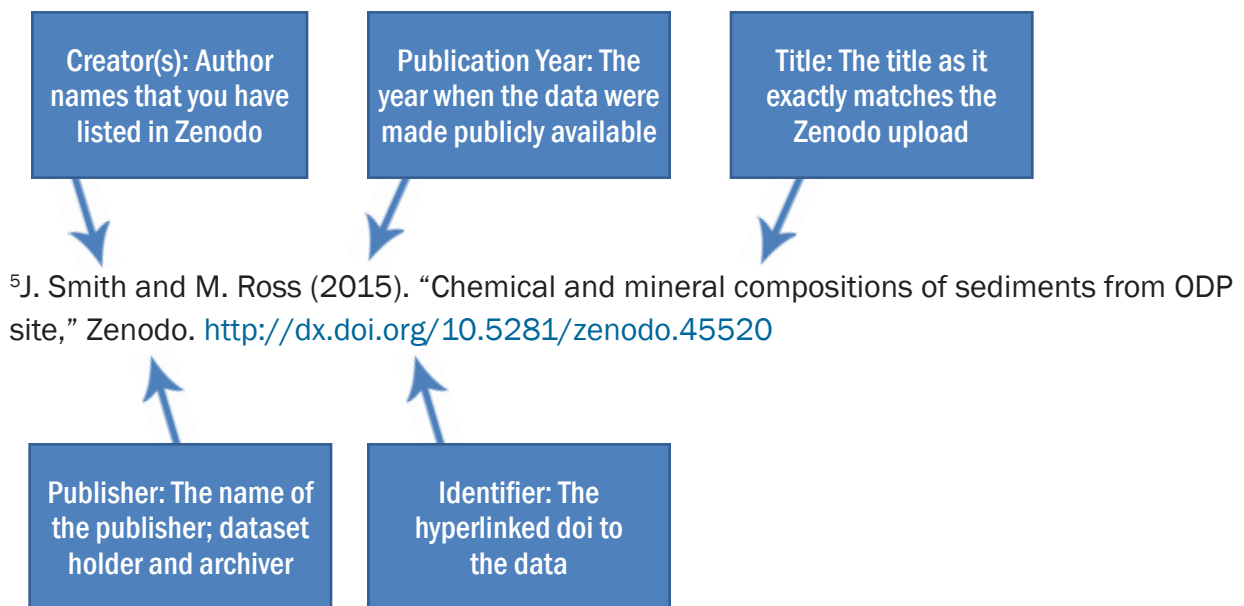 Creator(s): Author
names that you have
listed in Zenodo
Publication Year: The
year when the data were
made publicly available
Title: The title as it
exactly matches the
Zenodo upload
⁵J. Smith and M. Ross (2015). “Chemical and mineral compositions of sediments from ODP
site,” Zenodo. http://dx.doi.org/10.5281/zenodo.45520
Publisher: The name of
the publisher; dataset
holder and archiver
Identifier: The
hyperlinked doi to
the data